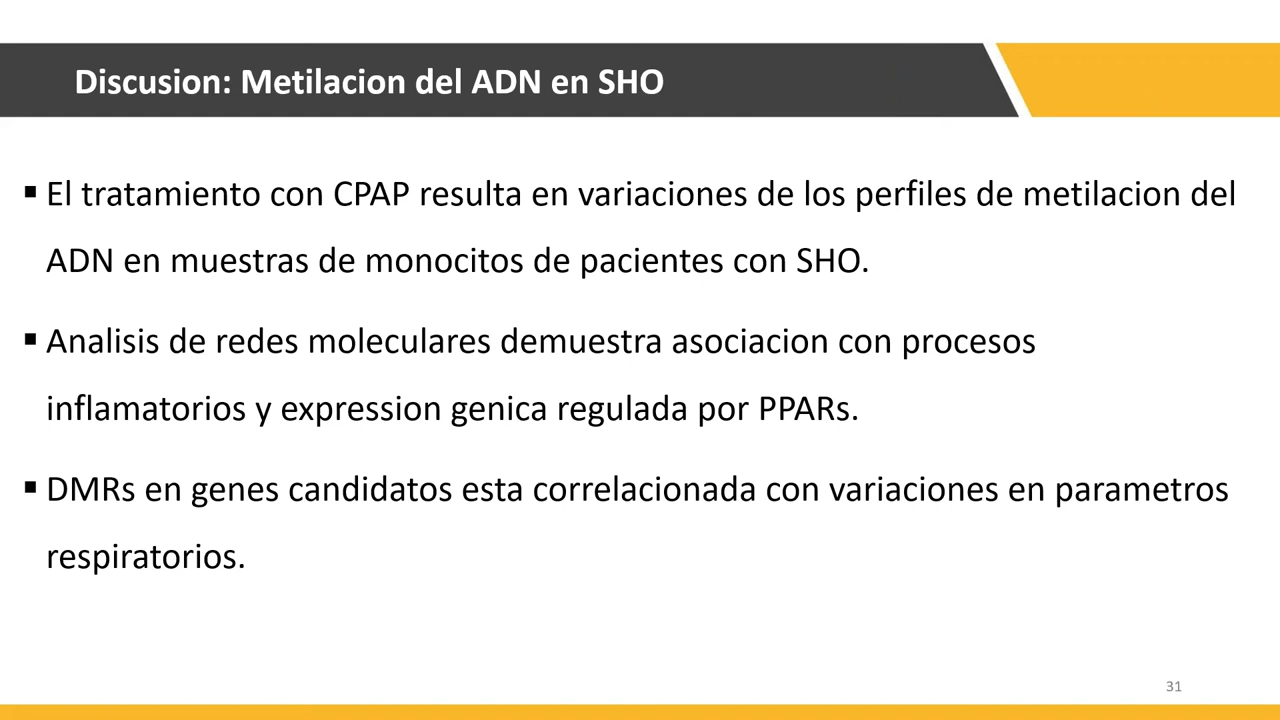 Discusion: Metilacion del ADN en SHO
▪ El tratamiento con CPAP resulta en variaciones de los perfiles de metilacion del
ADN en muestras de monocitos de pacientes con SHO.
▪ Analisis de redes moleculares demuestra asociacion con procesos
inflamatorios y expression genica regulada por PPARs.
▪ DMRs en genes candidatos esta correlacionada con variaciones en parametros
respiratorios.
31